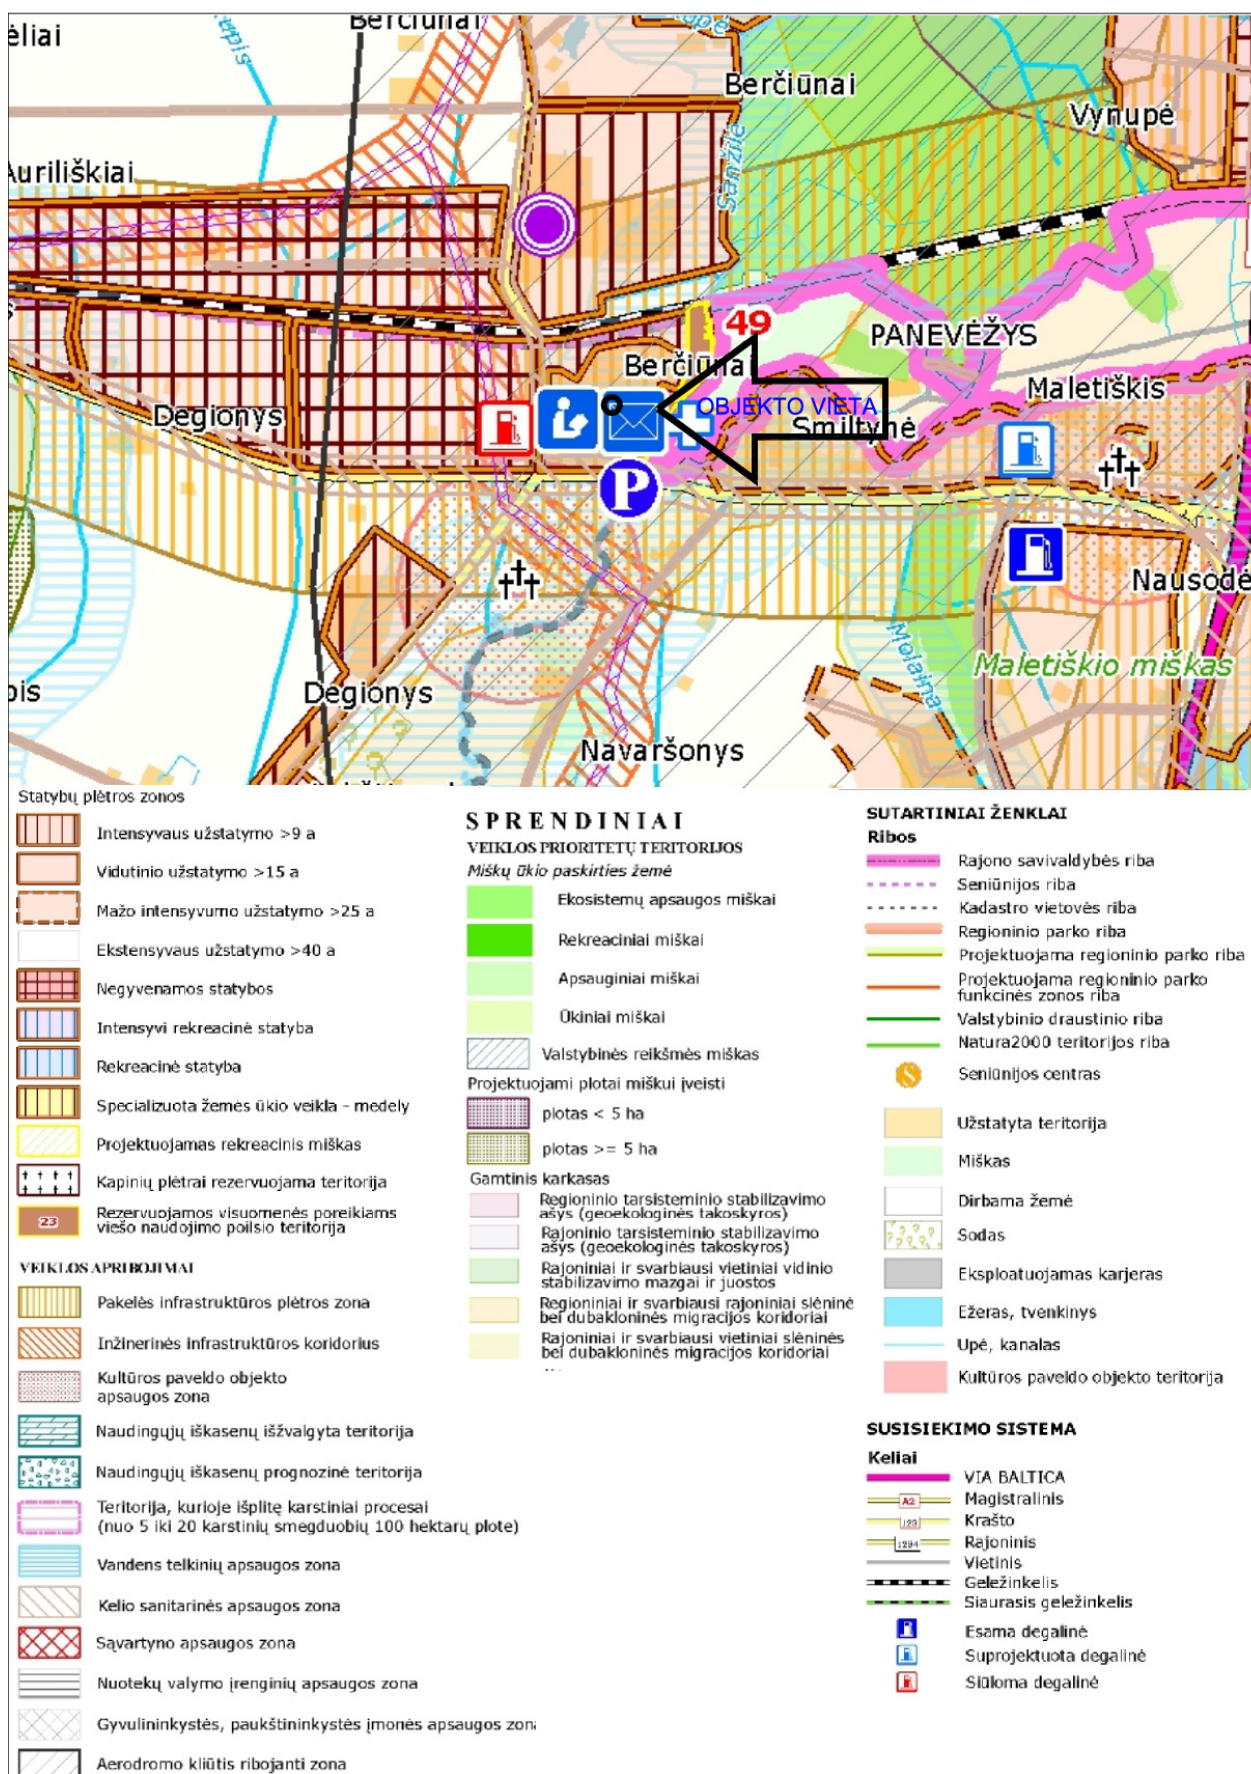 ėliai
Berčiūnai
Berčiūnai
Vynupė
Sanžilė
Auriliškiai
49
PANEVĖŽYS
Berčiūnai
Maletiškis
OBJEKTO VIETA
Degionys
Smiltynė
P
Nausodė
Molaina
Maletiškio miškas
pis
Degionys
Navaršonys
Statybų plėtros zonos
Intensyvaus užstatymo >9 a
Vidutinio užstatymo >15 a
Mažo intensyvumo užstatymo >25 a
Ekstensyvaus užstatymo >40 a
Negyvenamos statybos
Intensyvi rekreacinė statyba
Rekreacinė statyba
Specializuota žemės ūkio veikla - medely
Projektuojamas rekreacinis miškas
Kapinių plėtrai rezervuojama teritorija
23
Rezervuojamos visuomenės poreikiams
viešo naudojimo poilsio teritorija
VEIKLOS APRIBOJIMAI
Pakelės infrastruktūros plėtros zona
Inžinerinės infrastruktūros koridorius
Kultūros paveldo objekto
apsaugos zona
Naudingųjų iškasenų išžvalgyta teritorija
Naudingųjų iškasenų prognozinė teritorija
Teritorija, kurioje išplitę karstiniai procesai
(nuo 5 iki 20 karstinių smegduobių 100 hektarų plote)
Vandens telkinių apsaugos zona
Kelio sanitarinės apsaugos zona
Sąvartyno apsaugos zona
Nuotekų valymo įrenginių apsaugos zona
Gyvulininkystės, paukštininkystės įmonės apsaugos zona
Aerodromo kliūtis ribojanti zona
SPRENDINIAI
VEIKLOS PRIORITETŲ TERITORIJOS
Miškų ūkio paskirties žemė
Ekosistemų apsaugos miškai
Rekreaciniai miškai
Apsauginiai miškai
Ūkiniai miškai
Valstybinės reikšmės miškas
Projektuojami plotai miškui įveisti
plotas < 5 ha
plotas >= 5 ha
Gamtinis karkasas
Regioninio tarsisteminio stabilizavimo
ašys (geoekologinės takoskyros)
Rajoninio tarsisteminio stabilizavimo
ašys (geoekologinės takoskyros)
Rajoniniai ir svarbiausi vietiniai vidinio
stabilizavimo mazgai ir juostos
Regioniniai ir svarbiausi rajoniniai slėninė
bei dubakloninės migracijos koridoriai
Rajoniniai ir svarbiausi vietiniai slėninės
bei dubakloninės migracijos koridoriai
SUTARTINIAI ŽENKLAI
Ribos
Rajono savivaldybės riba
Seniūnijos riba
Kadastro vietovės riba
Regioninio parko riba
Projektuojama regioninio parko riba
Projektuojama regioninio parko
funkcinės zonos riba
Valstybinio draustinio riba
Natura2000 teritorijos riba
S
Seniūnijos centras
Užstatyta teritorija
Miškas
Dirbama žemė
Sodas
Eksploatuojamas karjeras
Ežeras, tvenkinys
Upė, kanalas
Kultūros paveldo objekto teritorija
SUSISIEKIMO SISTEMA
Keliai
VIA BALTICA
A2 Magistralinis
123 Krašto
1294 Rajoninis
Vietinis
Geležinkelis
Siaurasis geležinkelis
Esama degalinė
Suprojektuota degalinė
Siūloma degalinė